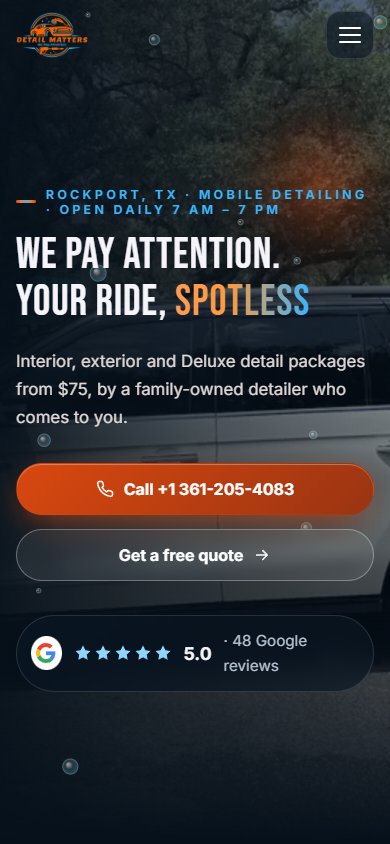 DETAIL MATTERS
ROCKPORT, TX · MOBILE DETAILING
· OPEN DAILY 7 AM – 7 PM
WE PAY ATTENTION.
YOUR RIDE, SPOTLESS
Interior, exterior and Deluxe detail packages
from $75, by a family-owned detailer who
comes to you.
Call +1 361-205-4083
Get a free quote →
G ★★★★★ 5.0 · 48 Google
reviews